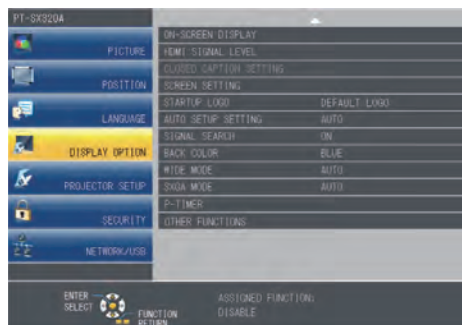 PT-SX320A
PICTURE
POSITION
LANGUAGE
DISPLAY OPTION
PROJECTOR SETUP
SECURITY
NETWORK/USB
ON-SCREEN DISPLAY
HDMI SIGNAL LEVEL
CLOSED CAPTION SETTING
SCREEN SETTING
STARTUP LOGO DEFAULT LOGO
AUTO SETUP SETTING AUTO
SIGNAL SEARCH ON
BACK COLOR BLUE
WIDE MODE AUTO
SXGA MODE AUTO
P-TIMER
OTHER FUNCTIONS
ENTER
SELECT
FUNCTION
RETURN
ASSIGNED FUNCTION:
DISABLE